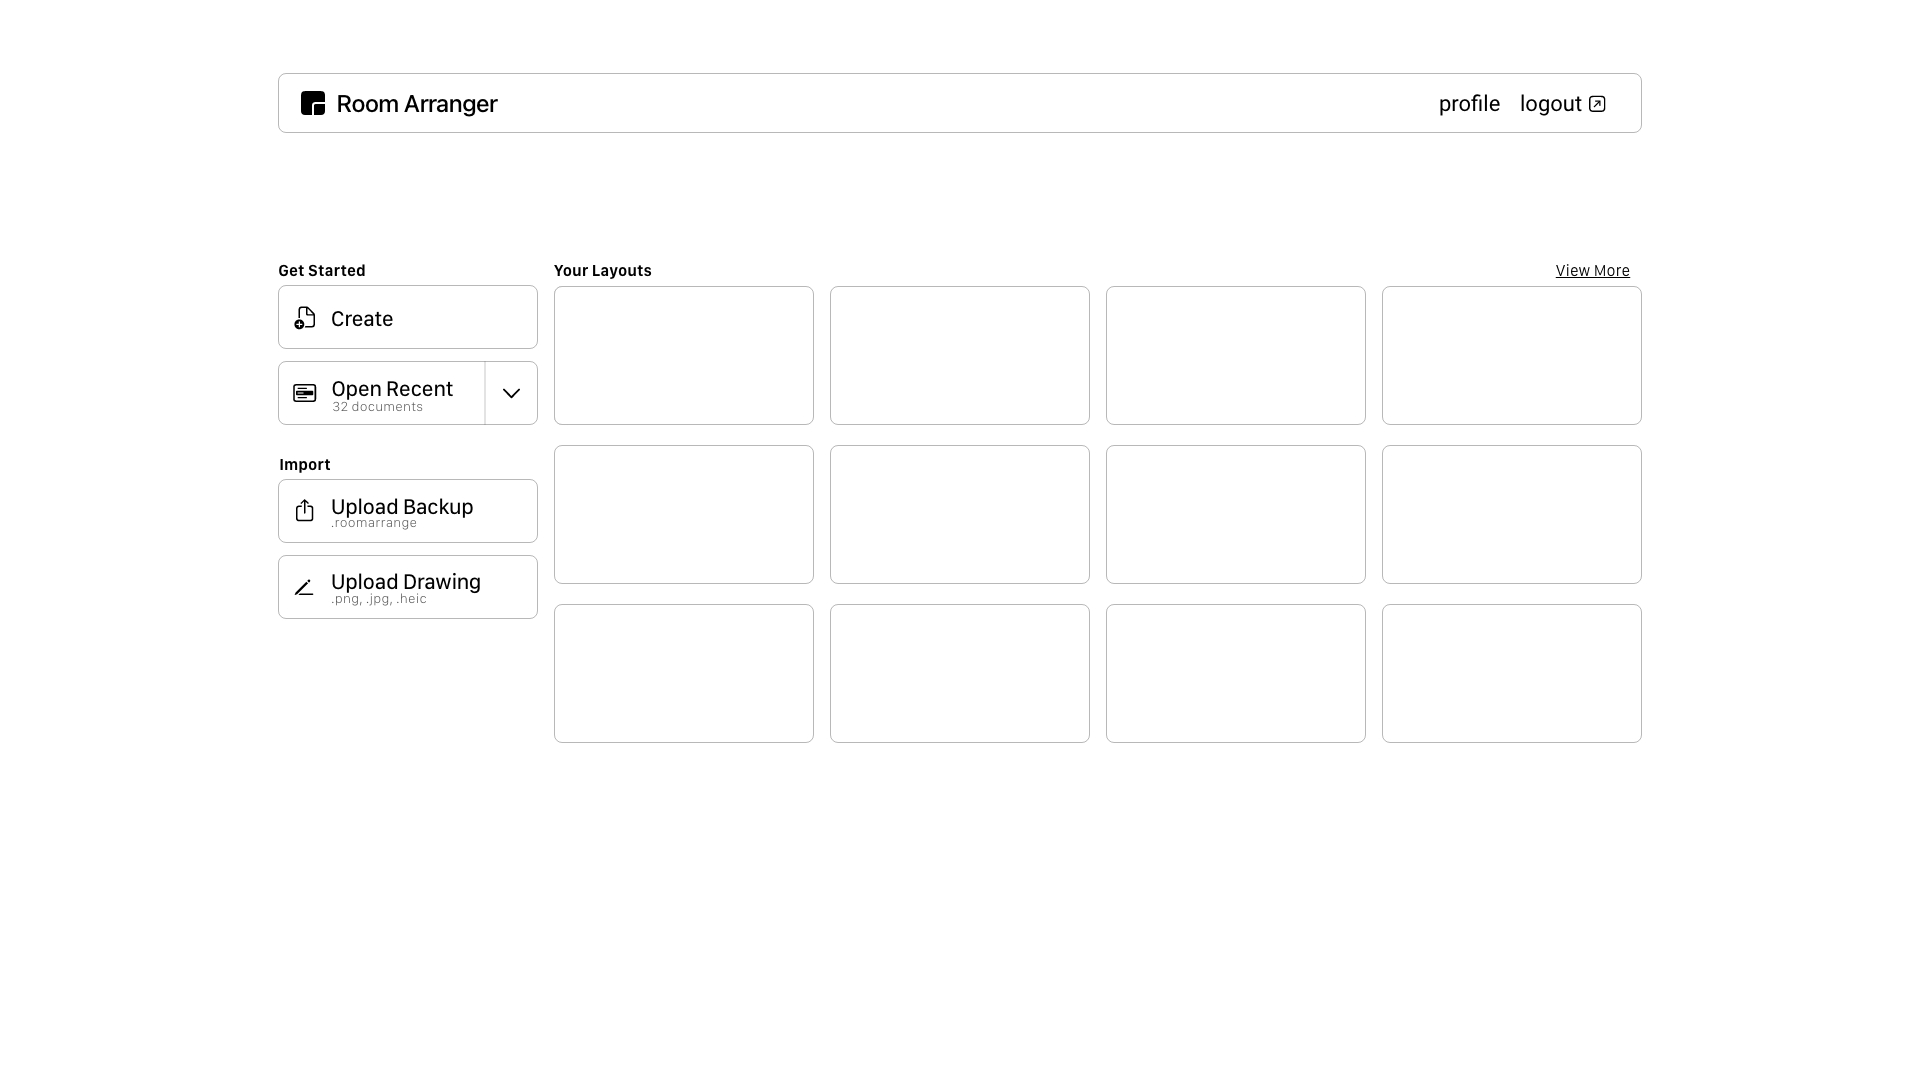 Room Arranger
profile
logout
Get Started
Create
Open Recent
32 documents
Import
Upload Backup
.roomarrange
Upload Drawing
.png, .jpg, .heic
Your Layouts
View More